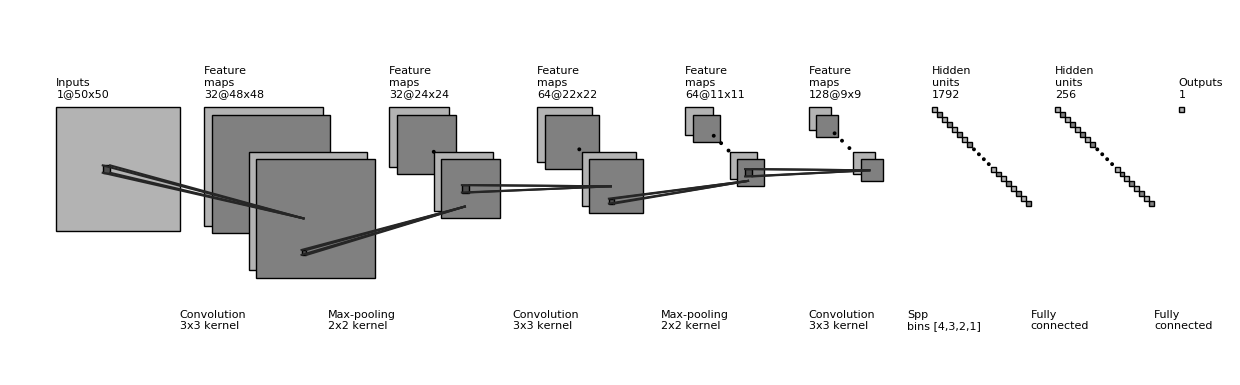 Inputs
1@50x50
Feature
maps
32@48x48
Feature
maps
32@24x24
Feature
maps
64@22x22
Feature
maps
64@11x11
Feature
maps
128@9x9
Hidden
units
1792
Hidden
units
256
Outputs
1
Convolution
3x3 kernel
Max-pooling
2x2 kernel
Convolution
3x3 kernel
Max-pooling
2x2 kernel
Convolution
3x3 kernel
Spp
bins [4,3,2,1]
Fully
connected
Fully
connected